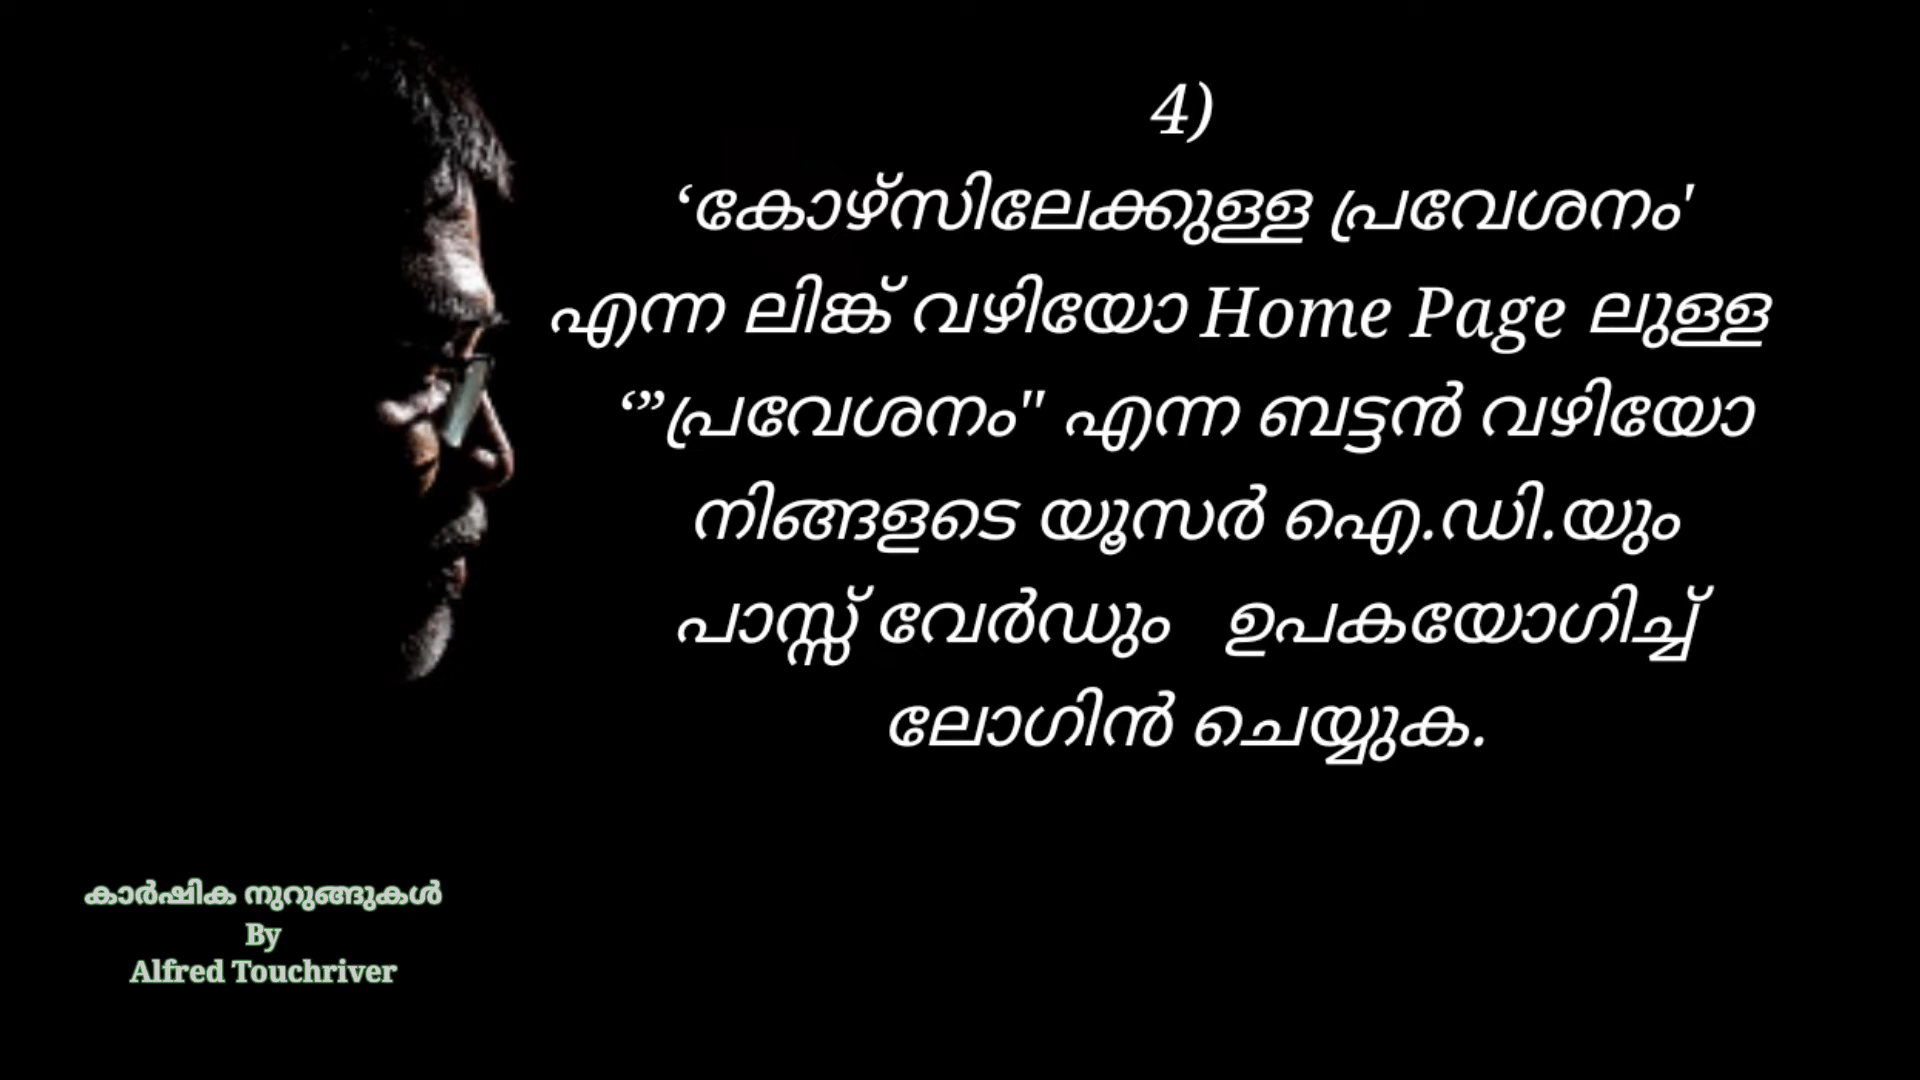 4)
‘കോഴ്സിലേക്കുള്ള പ്രവേശനം'
എന്ന ലിങ്ക് വഴിയോ Home Page ലുള്ള
‘”പ്രവേശനം" എന്ന ബട്ടൻ വഴിയോ
നിങ്ങളടെ യൂസർ ഐ.ഡി.യും
പാസ്സ് വേർഡും ഉപകയോഗിച്ച്
ലോഗിൻ ചെയ്യുക.
കാർഷിക നുറുങ്ങുകൾ
By
Alfred Touchriver